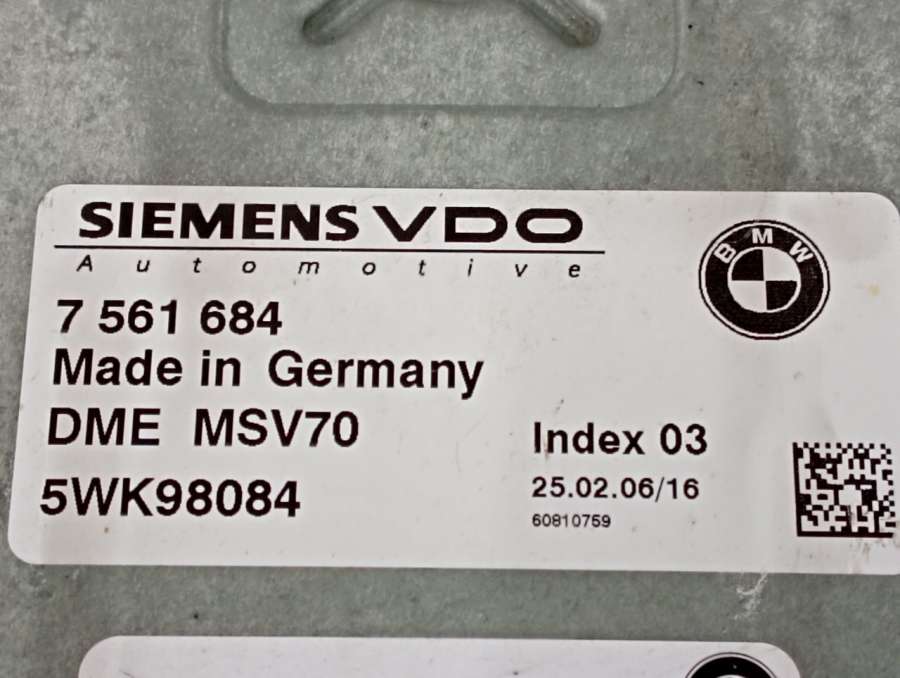 SIEMENS VDO
Automotive
BMW
7 561 684
Made in Germany
DME MSV70
Index 03
5WK98084
25.02.06/16
60810759